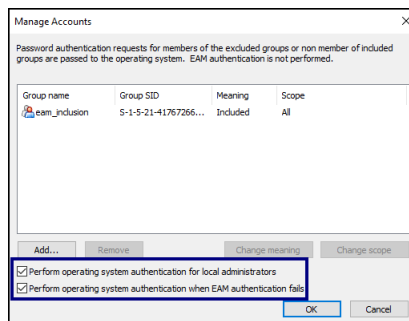 Manage Accounts
Password authentication requests for members of the excluded groups or non member of included
groups are passed to the operating system. EAM authentication is not performed.
Group name Group SID Meaning Scope
eam_inclusion S-1-5-21-41767266... Included All
Add... Remove Change meaning Change scope
Perform operating system authentication for local administrators
Perform operating system authentication when EAM authentication fails
OK Cancel